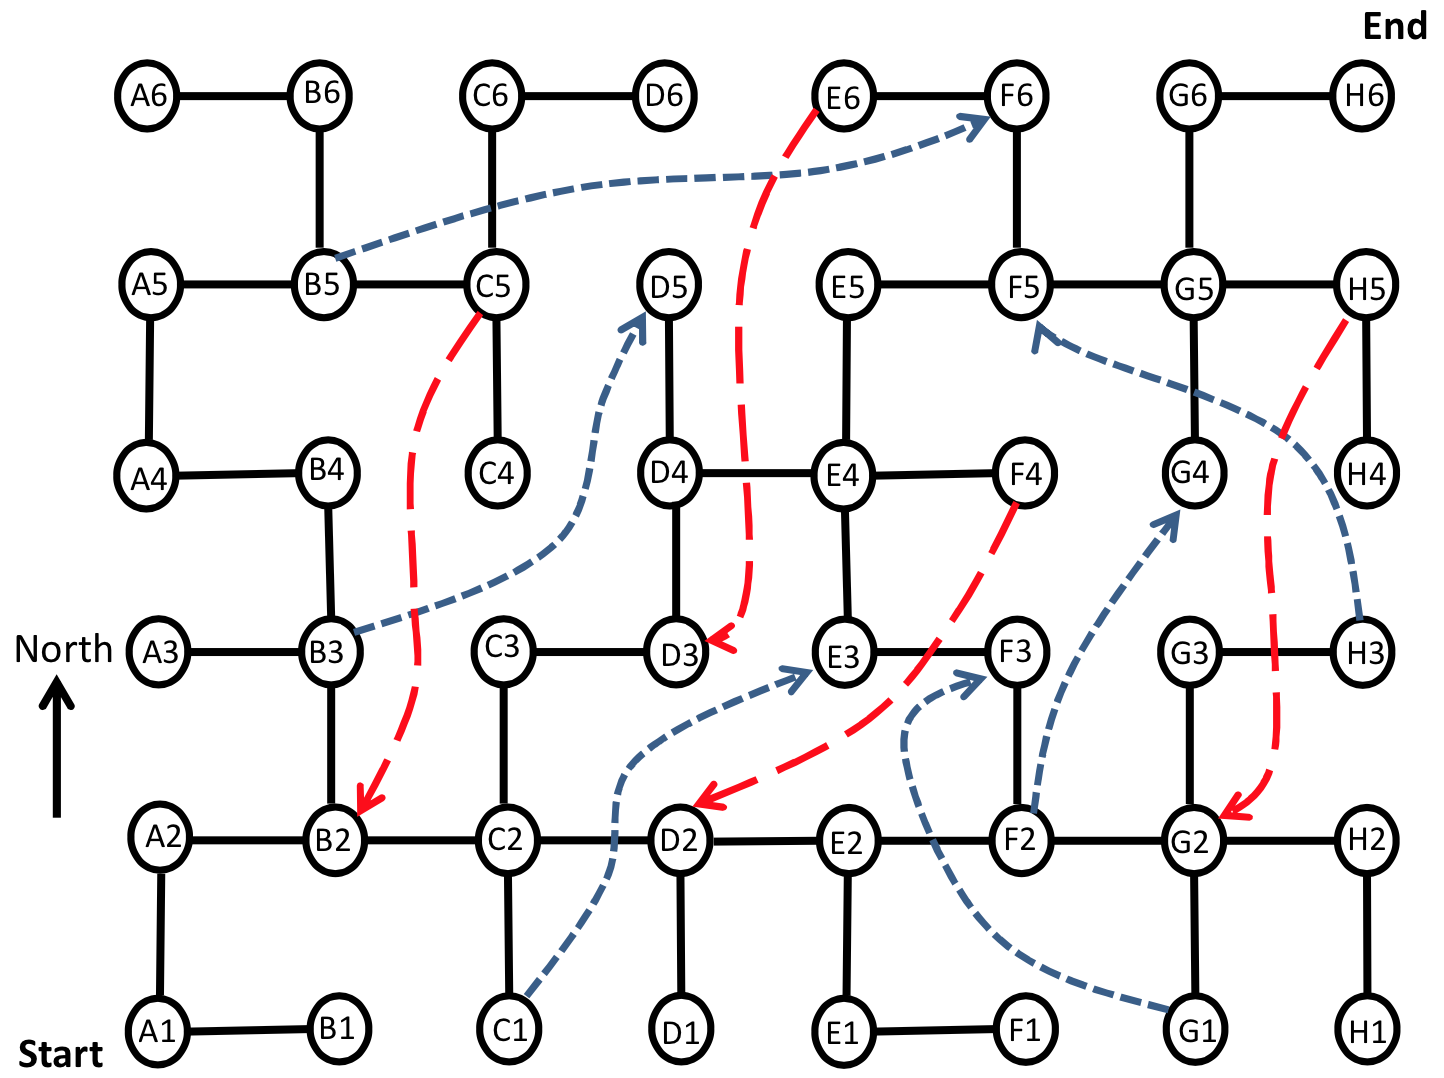 End
A6 B6 C6 D6 E6 F6 G6 H6
A5 B5 C5 D5 E5 F5 G5 H5
A4 B4 C4 D4 E4 F4 G4 H4
North A3 B3 C3 D3 E3 F3 G3 H3
A2 B2 C2 D2 E2 F2 G2 H2
A1 B1 C1 D1 E1 F1 G1 H1
Start